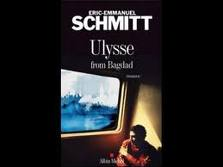 ERIC-EMMANUEL
SCHMITT
Ulysse
from Bagdad
roman
Albin Michel